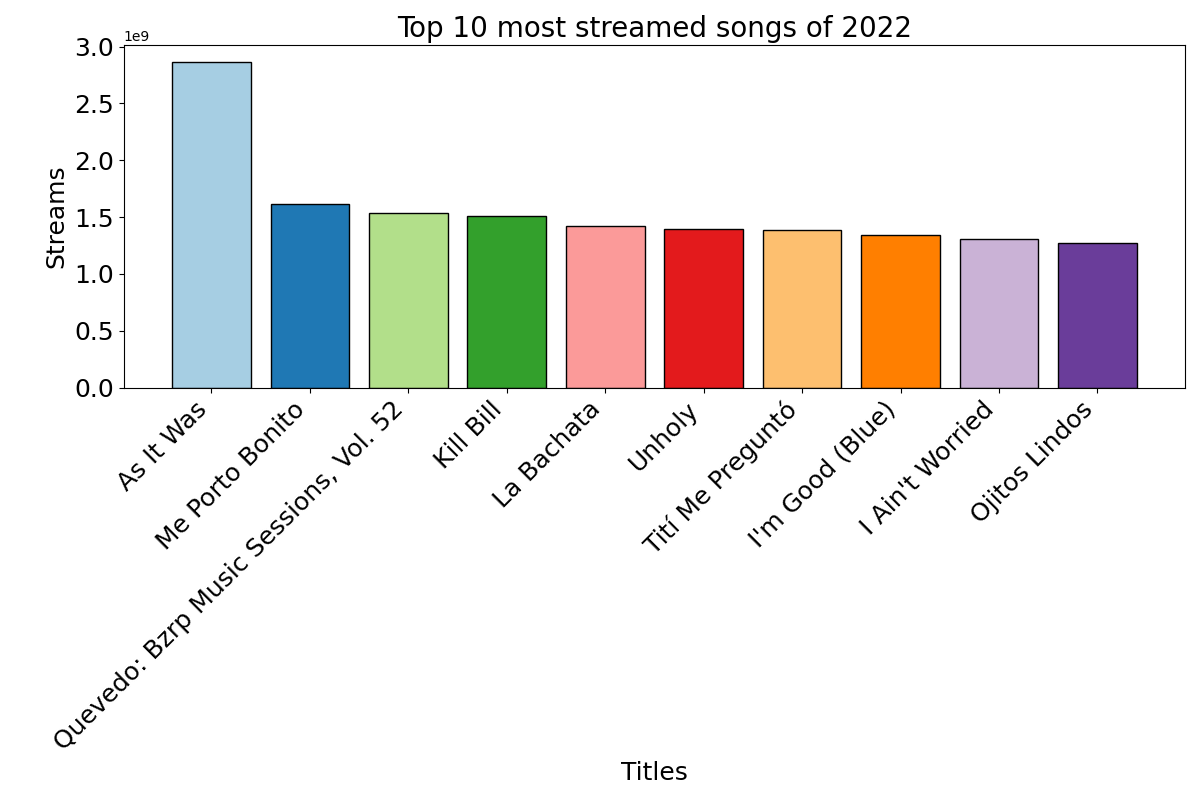 Top 10 most streamed songs of 2022
1e9
3.0
2.5
2.0
1.5
1.0
0.5
0.0
Streams
As It Was
Me Porto Bonito
Quevedo: Bzrp Music Sessions, Vol. 52
Kill Bill
La Bachata
Unholy
Tití Me Preguntó
I'm Good (Blue)
I Ain't Worried
Ojitos Lindos
Titles